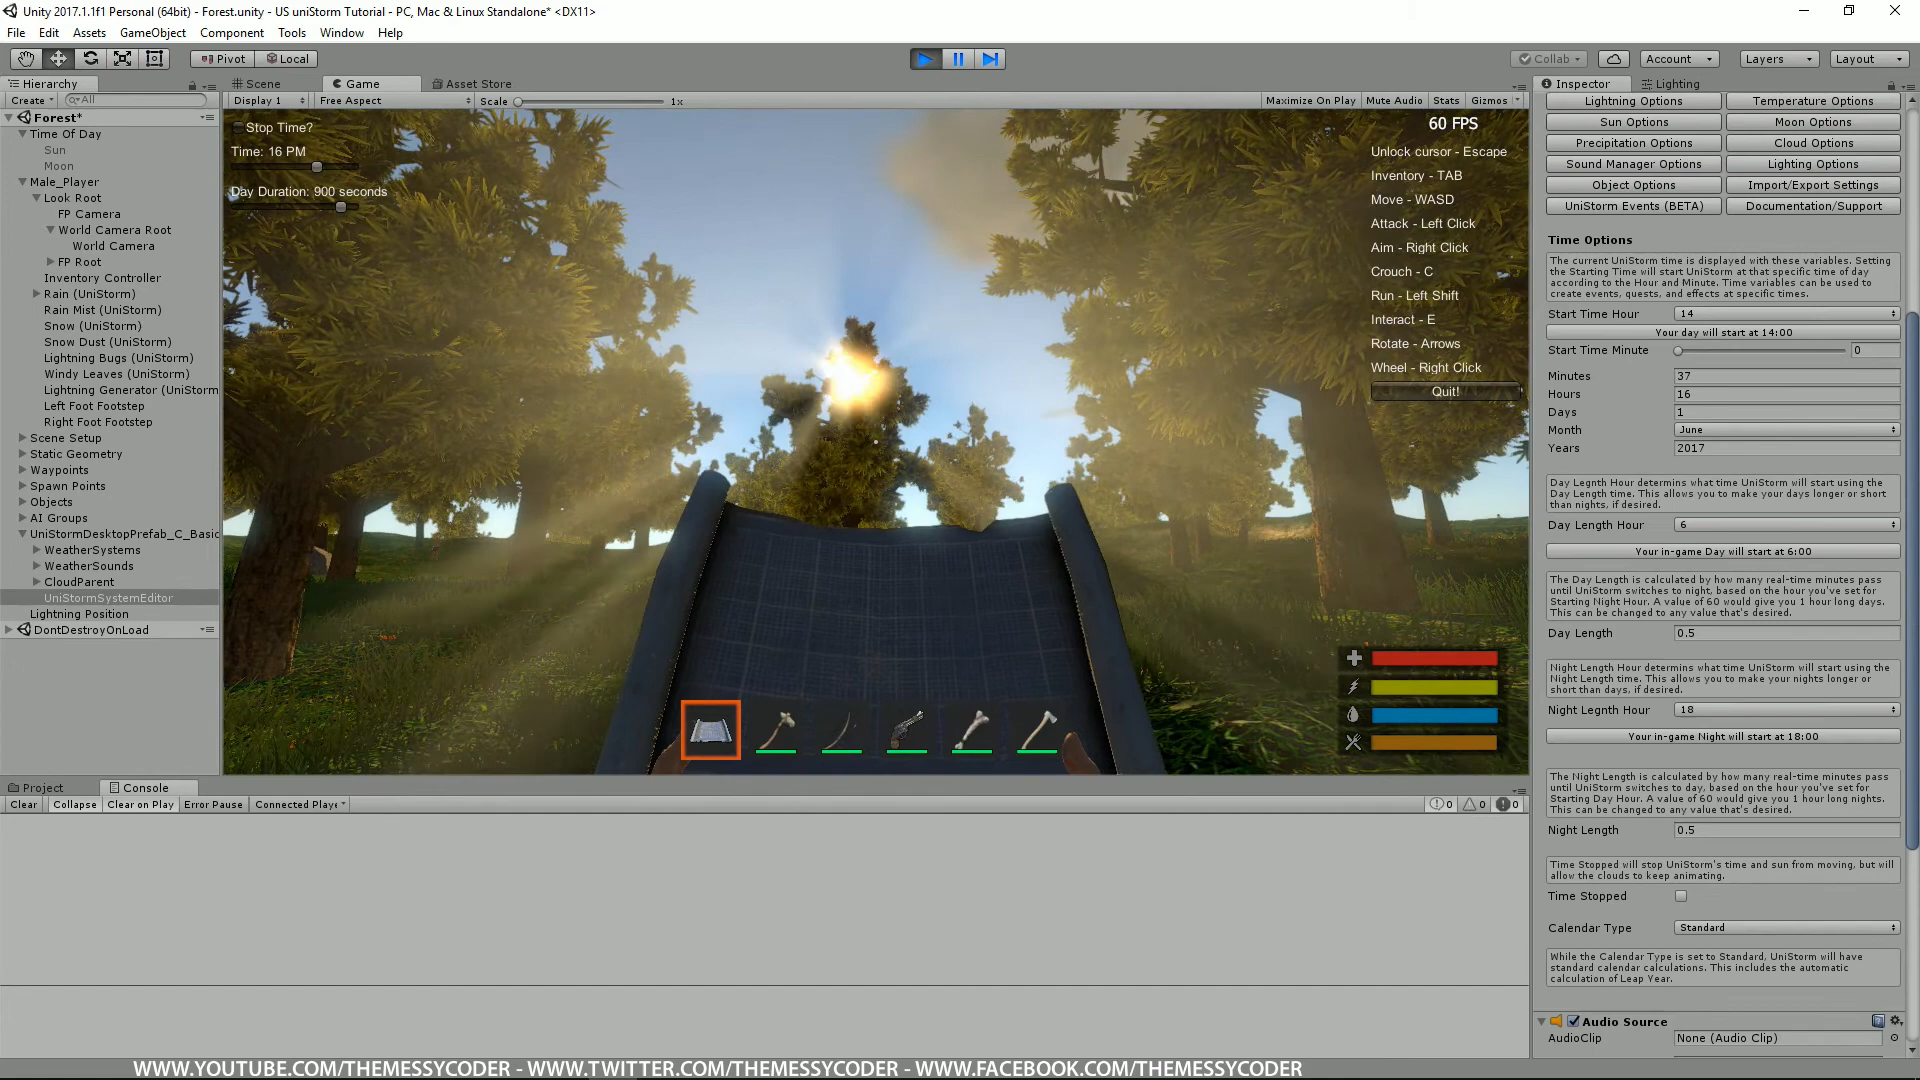 Unity 2017.1.1f1 Personal (64bit) - Forest.unity - US uniStorm Tutorial - PC, Mac & Linux Standalone* <DX11>
File Edit Assets GameObject Component Tools Window Help
Pivot Local Collab Account Layers Layout
Hierarchy
Create All
Forest*
Time Of Day
Sun
Moon
Male_Player
Look Root
FP Camera
World Camera Root
World Camera
FP Root
Inventory Controller
Rain (UniStorm)
Rain Mist (UniStorm)
Snow (UniStorm)
Snow Dust (UniStorm)
Lightning Bugs (UniStorm)
Windy Leaves (UniStorm)
Lightning Generator (UniStorm
Left Foot Footstep
Right Foot Footstep
Scene Setup
Static Geometry
Waypoints
Spawn Points
Objects
AI Groups
UniStormDesktopPrefab_C_Basic
WeatherSystems
WeatherSounds
CloudParent
UniStormSystemEditor
Lightning Position
DontDestroyOnLoad
Scene Game Asset Store
Display 1 Free Aspect Scale 1x Maximize On Play Mute Audio Stats Gizmos
Stop Time?
Time: 16 PM
Day Duration: 900 seconds
60 FPS
Unlock cursor - Escape
Inventory - TAB
Move - WASD
Attack - Left Click
Aim - Right Click
Crouch - C
Run - Left Shift
Interact - E
Rotate - Arrows
Wheel - Right Click
Quit!
Inspector Lighting
Lightning Options Temperature Options
Sun Options Moon Options
Precipitation Options Cloud Options
Sound Manager Options Lighting Options
Object Options Import/Export Settings
UniStorm Events (BETA) Documentation/Support
Time Options
The current UniStorm time is displayed with these variables. Setting
the Starting Time will start UniStorm at that specific time of day
according to the Hour and Minute. Time variables can be used to
create events, quests, and effects at specific times.
Start Time Hour 14
Your day will start at 14:00
Start Time Minute 0
Minutes 37
Hours 16
Days 1
Month June
Years 2017
Day Legnth Hour determins what time UniStorm will start using the
Day Length time. This allows you to make your days longer or short
than nights, if desired.
Day Length Hour 6
Your in-game Day will start at 6:00
The Day Length is calculated by how many real-time minutes pass
until UniStorm switches to night, based on the hour you've set for
Starting Night Hour. A value of 60 would give you 1 hour long days.
This can be changed to any value that's desired.
Day Length 0.5
Night Length Hour determins what time UniStorm will start using the
Night Length time. This allows you to make your nights longer or
short than days, if desired.
Night Legnth Hour 18
Your in-game Night will start at 18:00
The Night Length is calculated by how many real-time minutes pass
until UniStorm switches to day, based on the hour you've set for
Starting Day Hour. A value of 60 would give you 1 hour long nights.
This can be changed to any value that's desired.
Night Length 0.5
Time Stopped will stop UniStorm's time and sun from moving, but will
allow the clouds to keep animating.
Time Stopped
Calendar Type Standard
While the Calendar Type is set to Standard, UniStorm will have
standard calendar calculations. This includes the automatic
calculation of Leap Year.
Audio Source
AudioClip None (Audio Clip)
Project Console
Clear Collapse Clear on Play Error Pause Connected Playe 0 0 0
WWW.YOUTUBE.COM/THEMESSYCODER - WWW.TWITTER.COM/THEMESSYCODER - WWW.FACEBOOK.COM/THEMESSYCODER